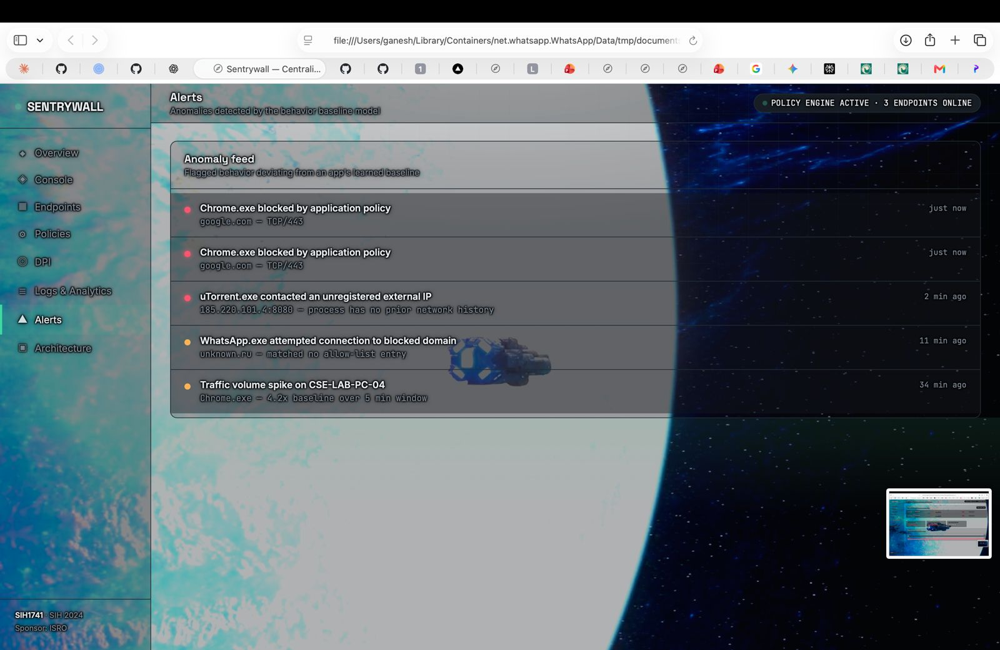 file:///Users/ganesh/Library/Containers/net.whatsapp.WhatsApp/Data/tmp/document
Sentrywall — Centrali...
1
L
SENTRYWALL
Overview
Console
Endpoints
Policies
DPI
Logs & Analytics
Alerts
Architecture
SIH1741 · SIH 2024
Sponsor: ISRO
Alerts
Anomalies detected by the behavior baseline model
POLICY ENGINE ACTIVE · 3 ENDPOINTS ONLINE
Anomaly feed
Flagged behavior deviating from an app's learned baseline
Chrome.exe blocked by application policy
just now
google.com — TCP/443
Chrome.exe blocked by application policy
just now
google.com — TCP/443
uTorrent.exe contacted an unregistered external IP
2 min ago
185.220.101.4:8080 — process has no prior network history
WhatsApp.exe attempted connection to blocked domain
11 min ago
unknown.ru — matched no allow-list entry
Traffic volume spike on CSE-LAB-PC-04
34 min ago
Chrome.exe — 4.2x baseline over 5 min window